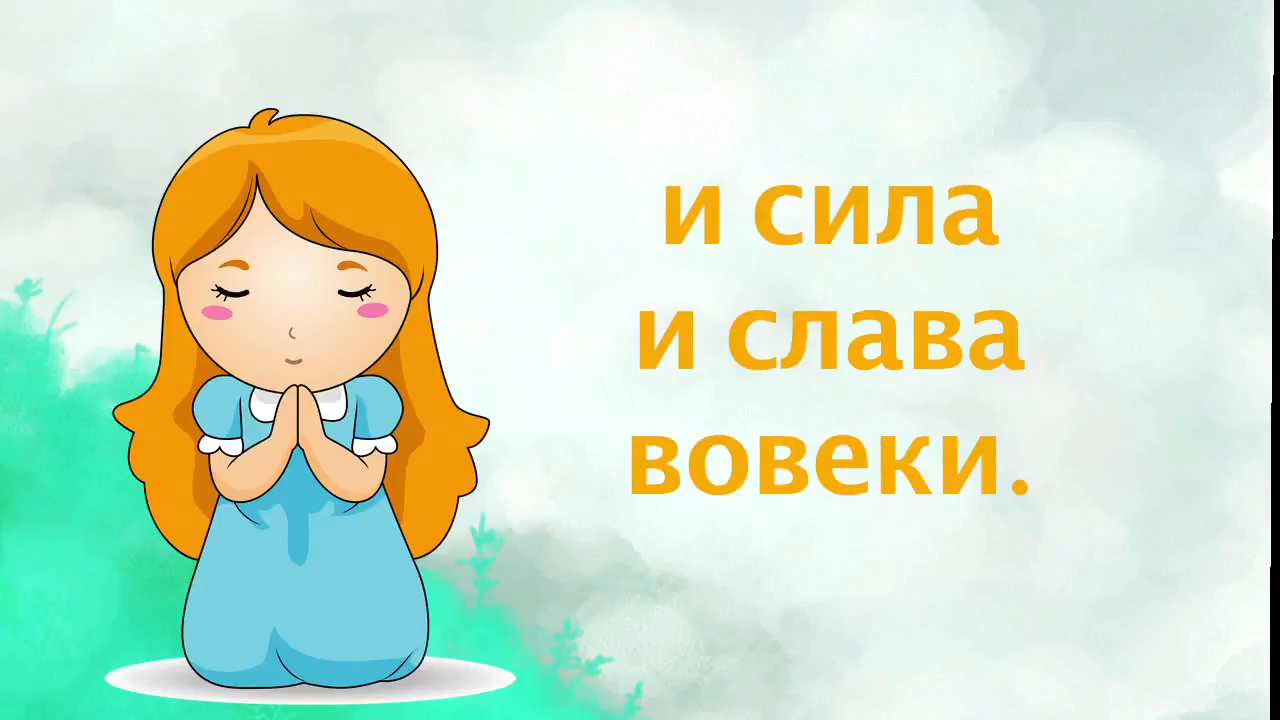 и сила
и слава
вовеки.